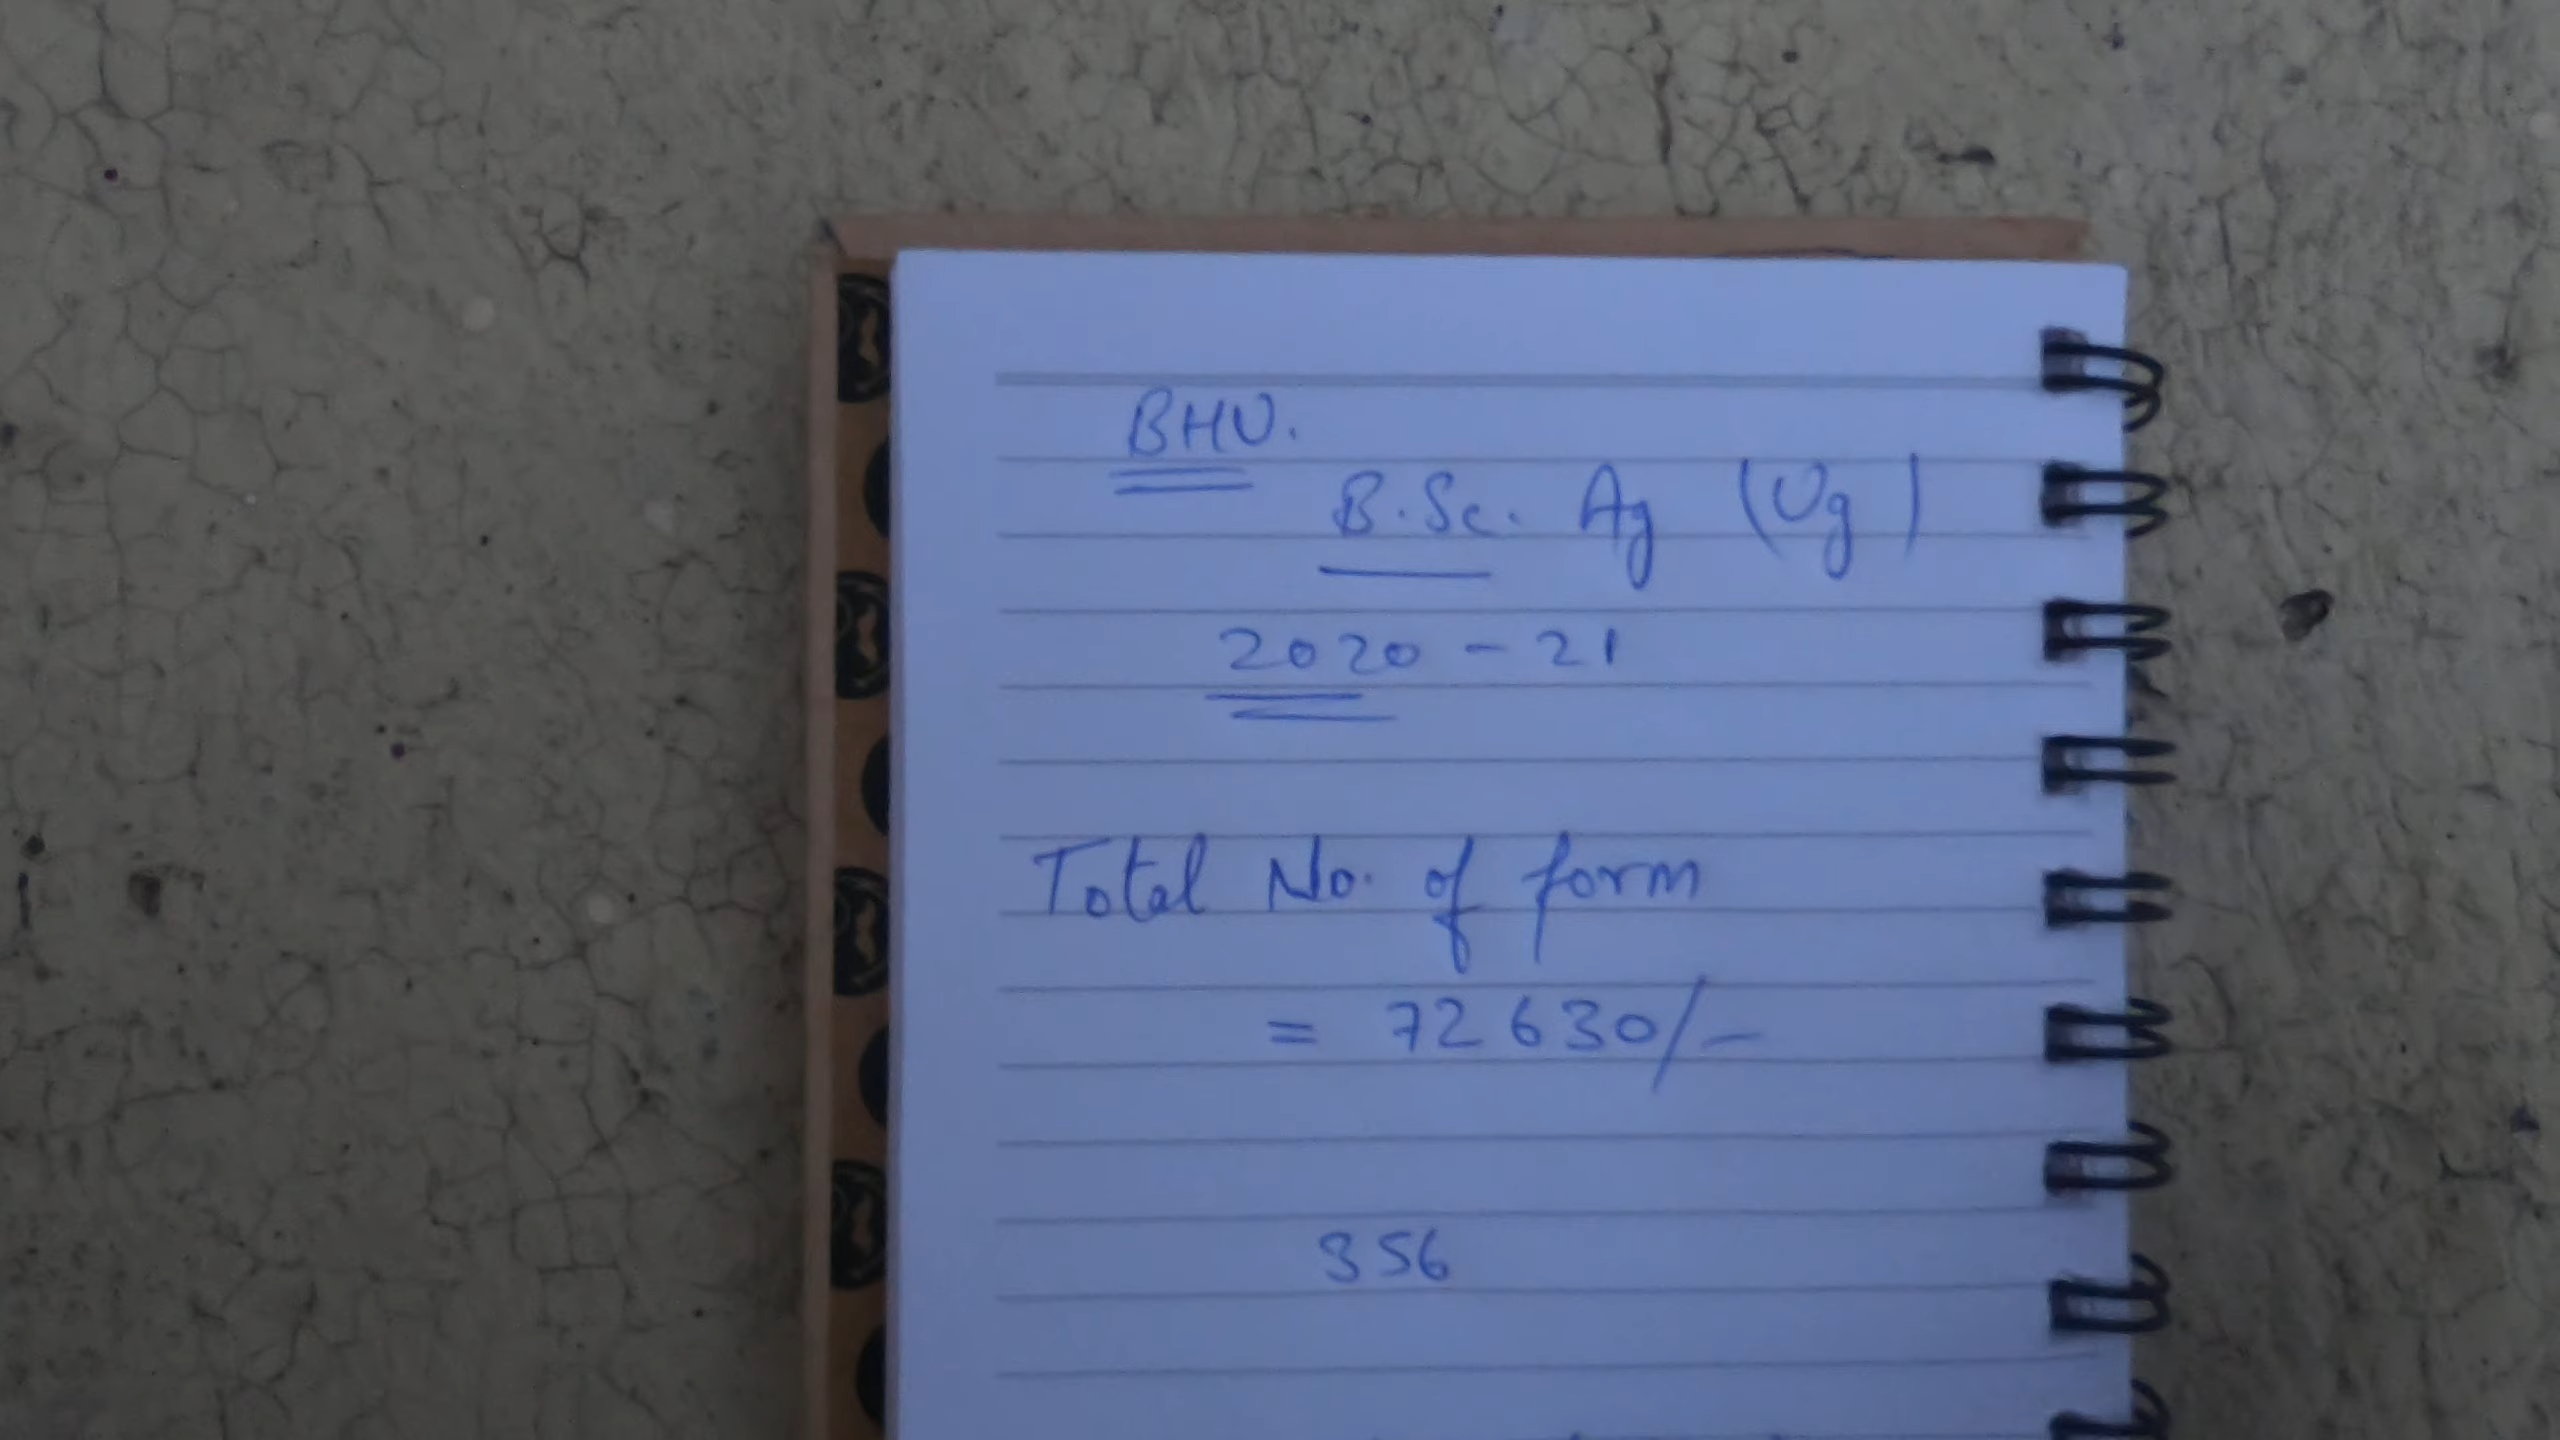 BHU.
B.Sc. Ag (Ug)
2020 - 21
Total No. of form
= 72630/-
356